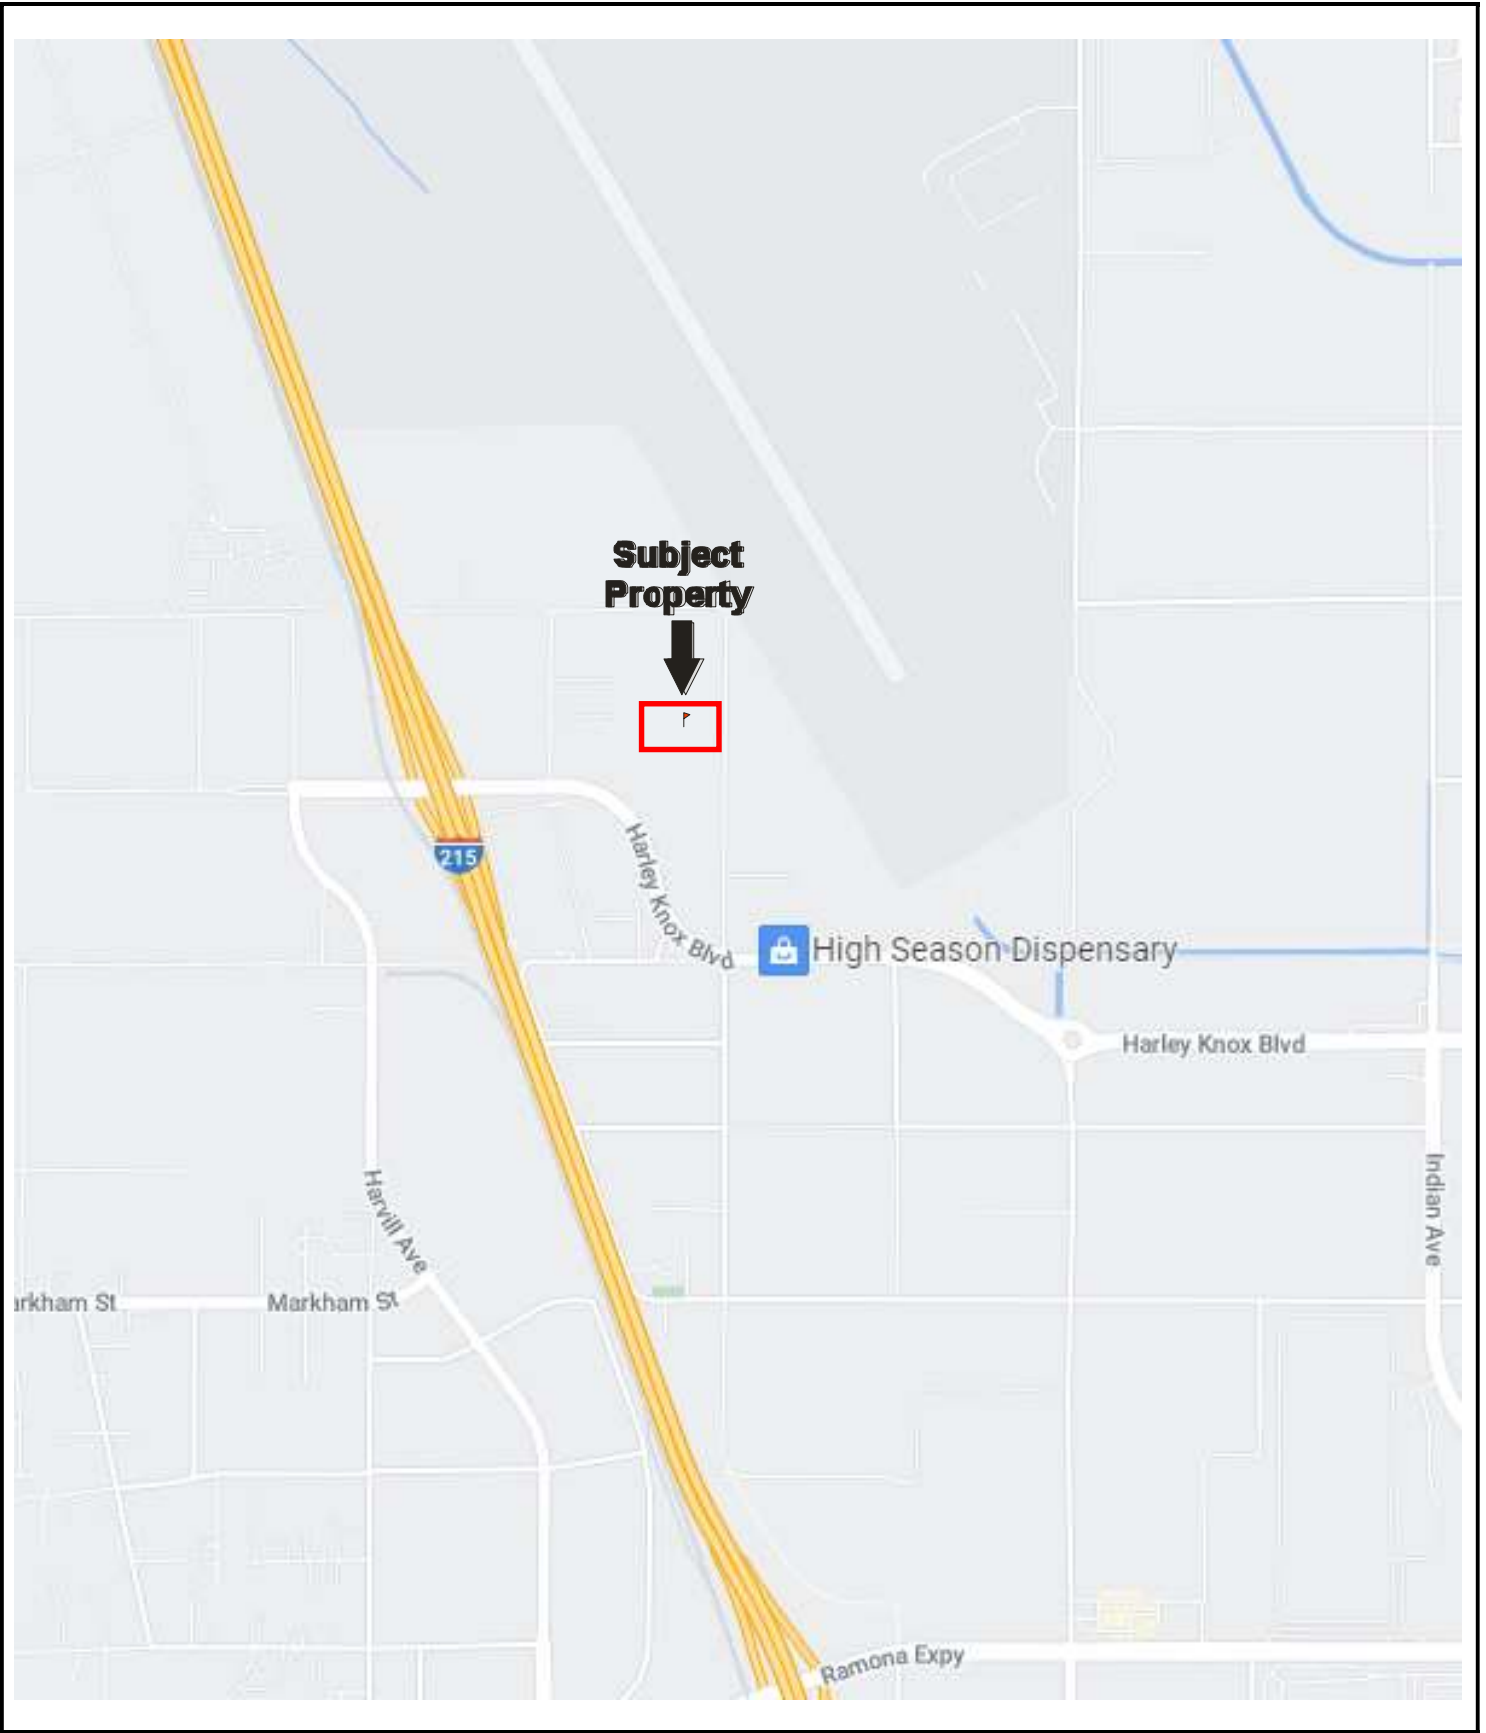 Subject
Property
215
Harley Knox Blvd
High Season Dispensary
Harley Knox Blvd
Harvill Ave
Indian Ave
arkham St
Markham St
Ramona Expy